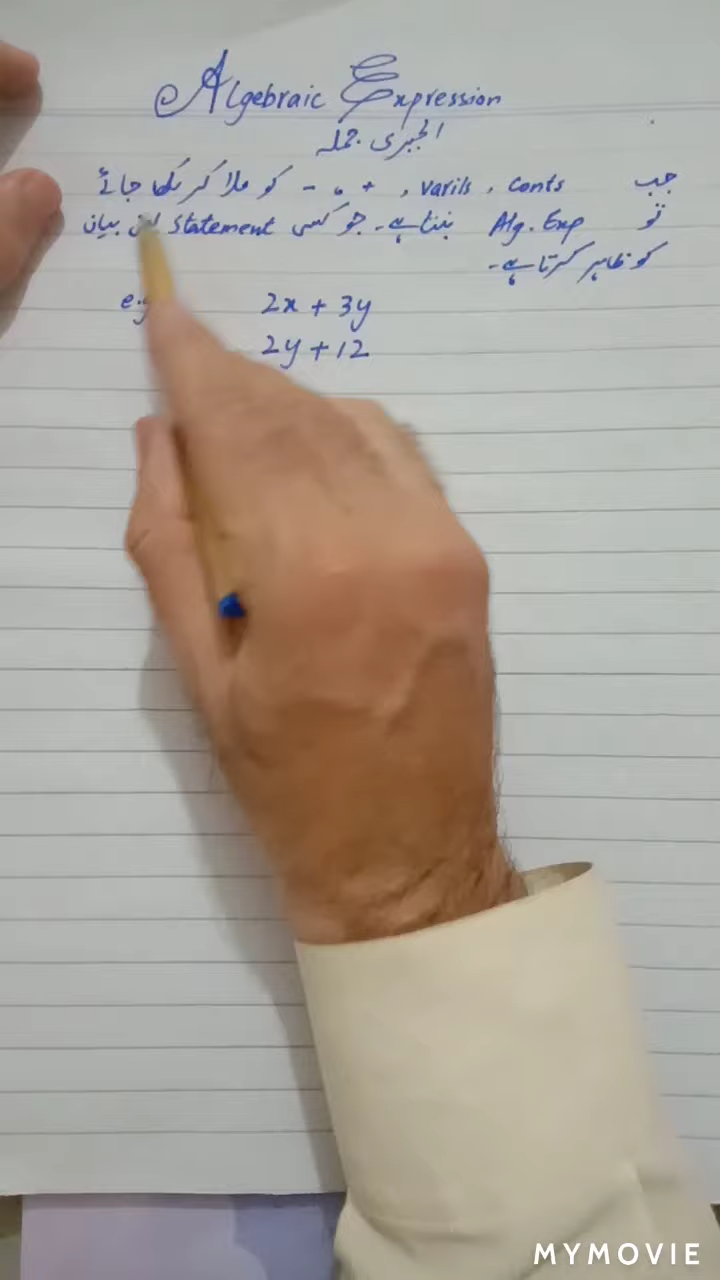 Algebraic Expression
الجبری جملہ
جب Conts , Varils , + ، - کو ملا کر لکھا جائے
تو Alg. Exp بنتا ہے۔ جو کسی Statement بیان
کو ظاہر کرتا ہے۔
e.g 2x + 3y
2y + 12
MYMOVIE